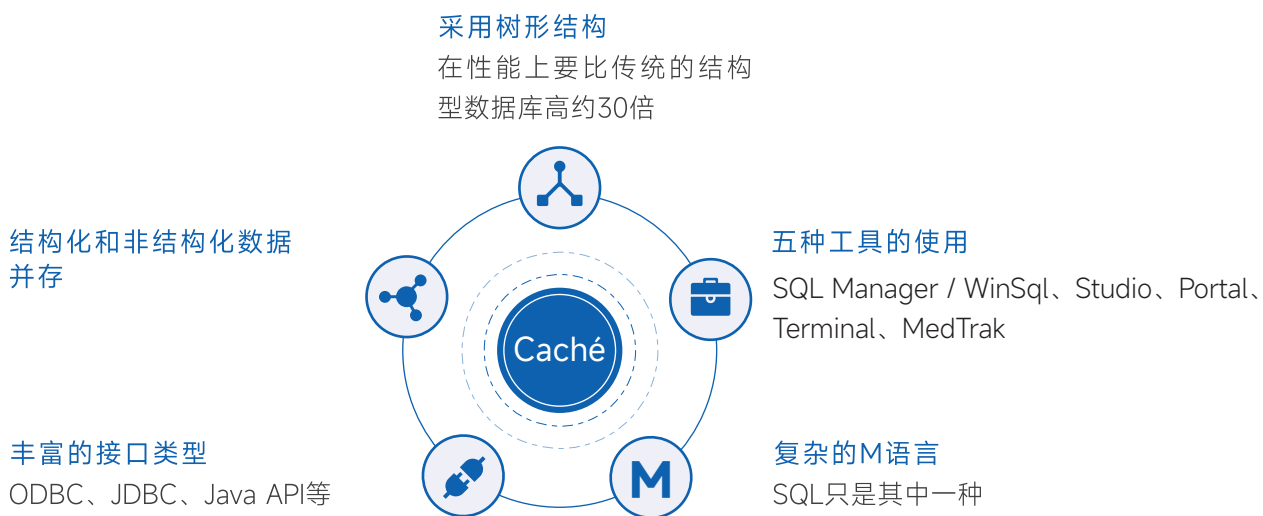 采用树形结构
在性能上要比传统的结构
型数据库高约30倍
结构化和非结构化数据
并存
五种工具的使用
SQL Manager / WinSql、Studio、Portal、
Terminal、MedTrak
Caché
丰富的接口类型
ODBC、JDBC、Java API等
M
复杂的M语言
SQL只是其中一种